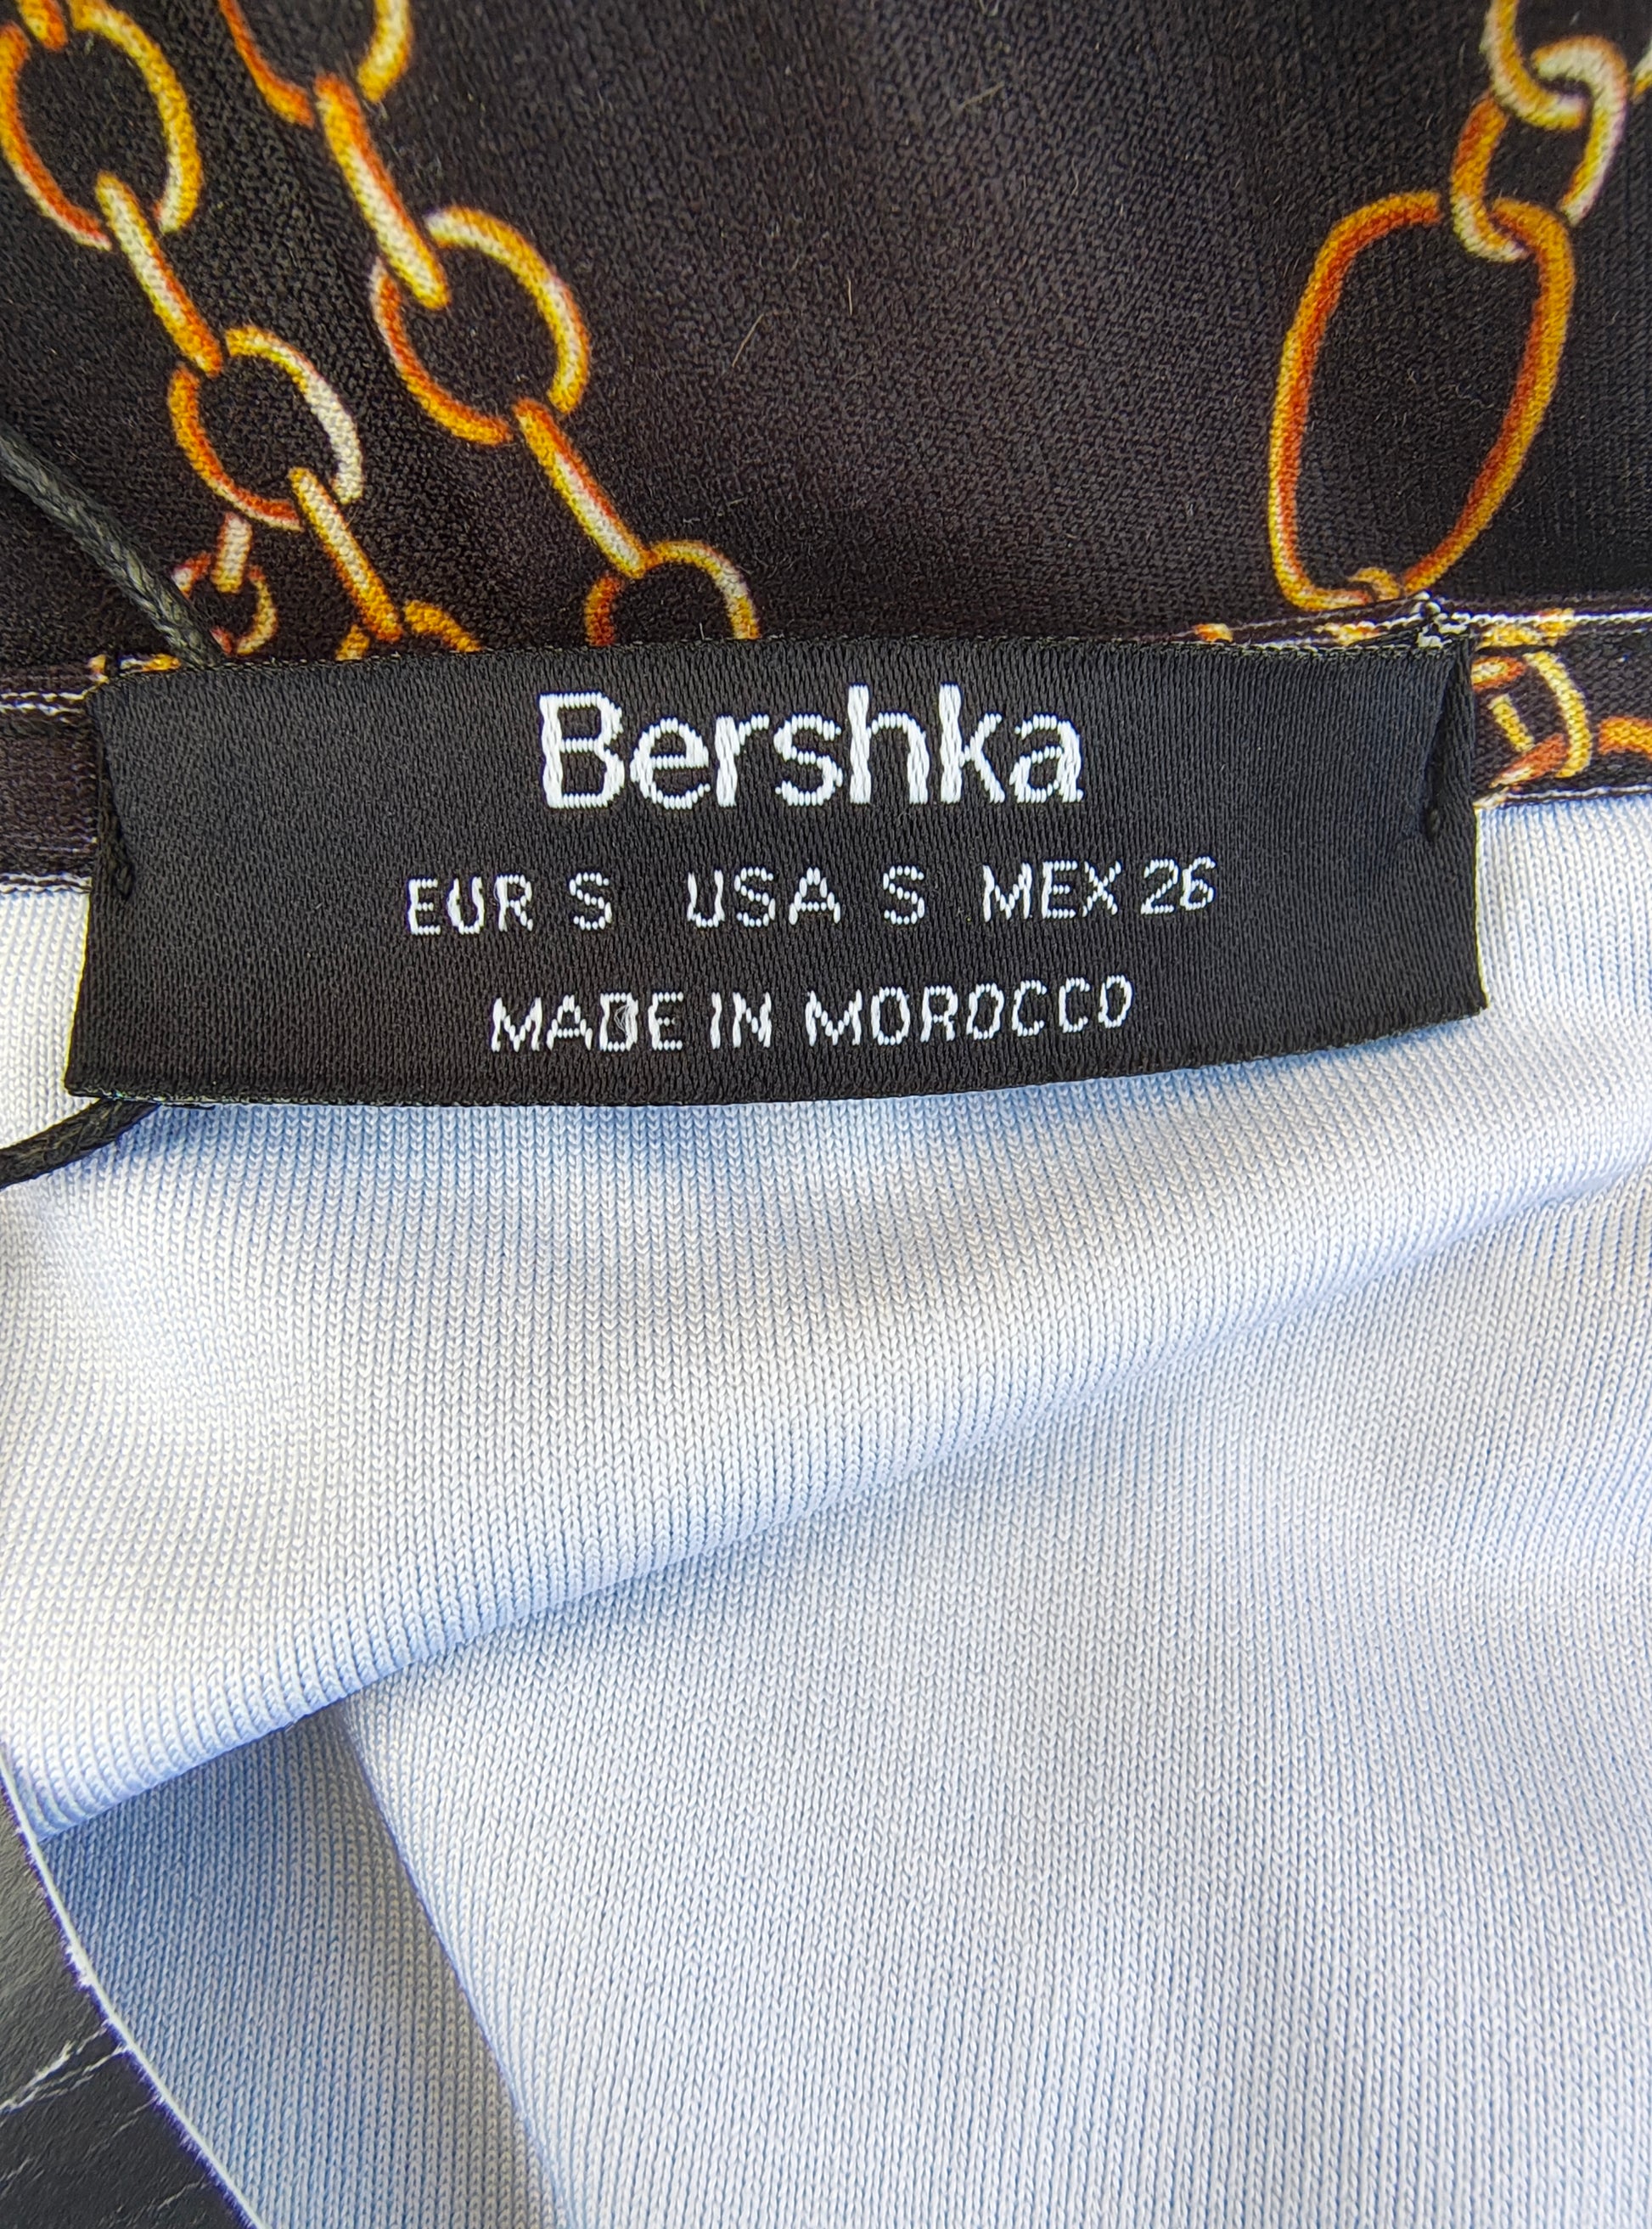 Bershka
EUR S USA S MEX 26
MADE IN MOROCCO